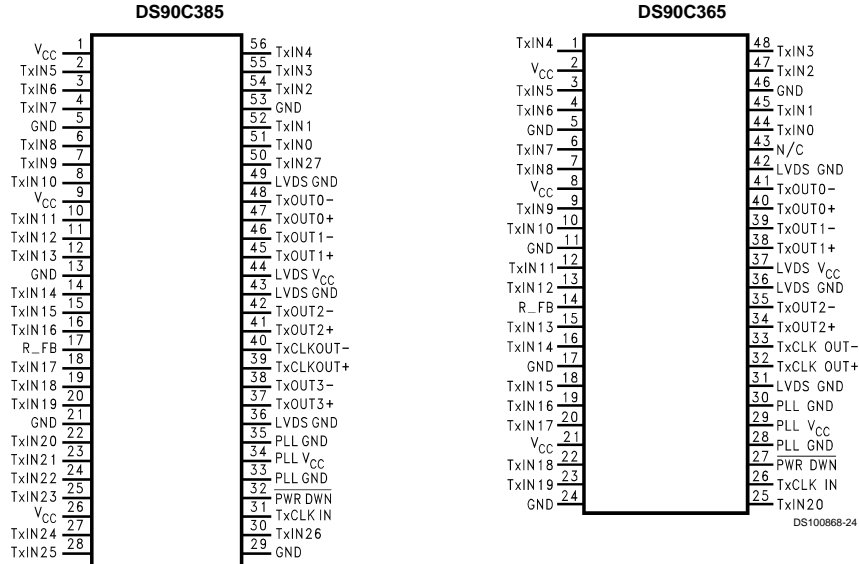 DS90C385
VCC 1
TxIN5 2
TxIN6 3
TxIN7 4
GND 5
TxIN8 6
TxIN9 7
TxIN10 8
VCC 9
TxIN11 10
TxIN12 11
TxIN13 12
GND 13
TxIN14 14
TxIN15 15
TxIN16 16
R_FB 17
TxIN17 18
TxIN18 19
TxIN19 20
GND 21
TxIN20 22
TxIN21 23
TxIN22 24
TxIN23 25
VCC 26
TxIN24 27
TxIN25 28
56 TxIN4
55 TxIN3
54 TxIN2
53 GND
52 TxIN1
51 TxIN0
50 TxIN27
49 LVDS GND
48 TxOUT0-
47 TxOUT0+
46 TxOUT1-
45 TxOUT1+
44 LVDS VCC
43 LVDS GND
42 TxOUT2-
41 TxOUT2+
40 TxCLKOUT-
39 TxCLKOUT+
38 TxOUT3-
37 TxOUT3+
36 LVDS GND
35 PLL GND
34 PLL VCC
33 PLL GND
32 PWR DWN
31 TxCLK IN
30 TxIN26
29 GND
DS90C365
TxIN4 1
VCC 2
TxIN5 3
TxIN6 4
GND 5
TxIN7 6
TxIN8 7
VCC 8
TxIN9 9
TxIN10 10
GND 11
TxIN11 12
TxIN12 13
R_FB 14
TxIN13 15
TxIN14 16
GND 17
TxIN15 18
TxIN16 19
TxIN17 20
VCC 21
TxIN18 22
TxIN19 23
GND 24
48 TxIN3
47 TxIN2
46 GND
45 TxIN1
44 TxIN0
43 N/C
42 LVDS GND
41 TxOUT0-
40 TxOUT0+
39 TxOUT1-
38 TxOUT1+
37 LVDS VCC
36 LVDS GND
35 TxOUT2-
34 TxOUT2+
33 TxCLK OUT-
32 TxCLK OUT+
31 LVDS GND
30 PLL GND
29 PLL VCC
28 PLL GND
27 PWR DWN
26 TxCLK IN
25 TxIN20
DS100868-24